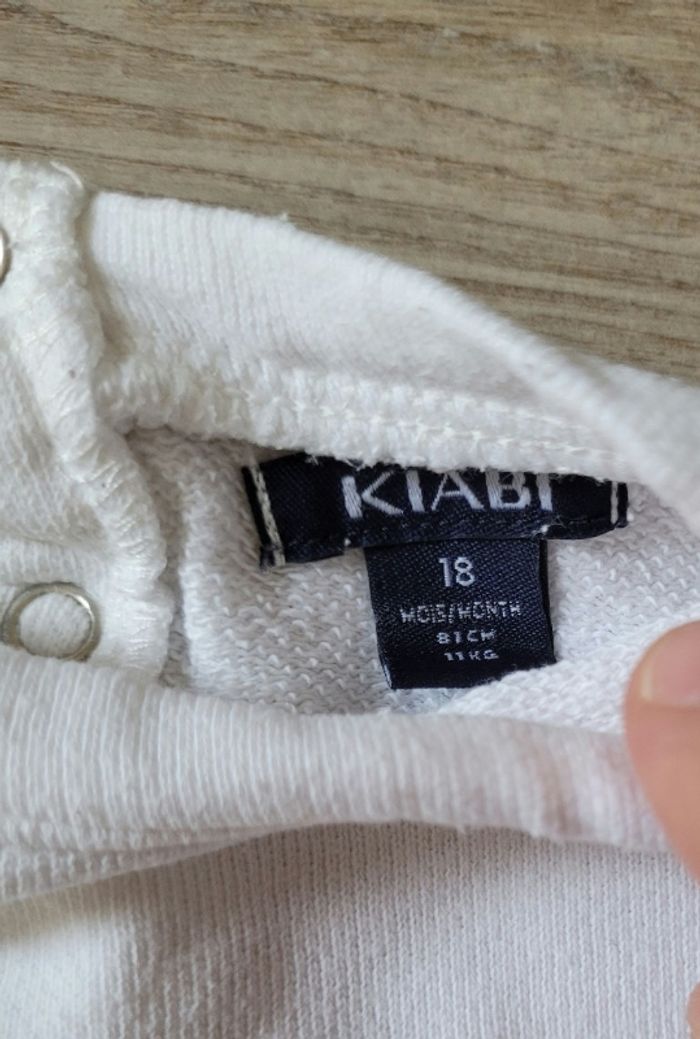 KIABI
18
MOIS/MONTH
81CM
11KG